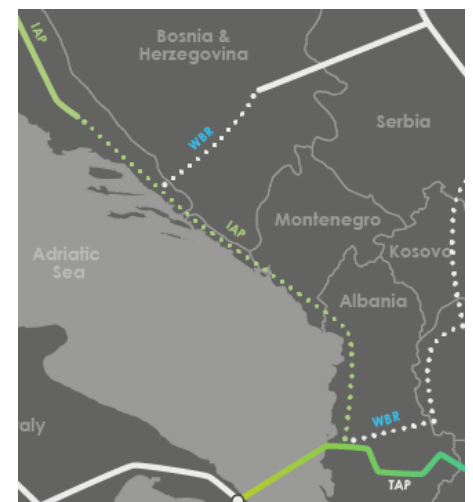 IAP
Bosnia &
Herzegovina
WBR
Serbia
IAP
Montenegro
Kosovo
Adriatic
Sea
Albania
WBR
aly
TAP